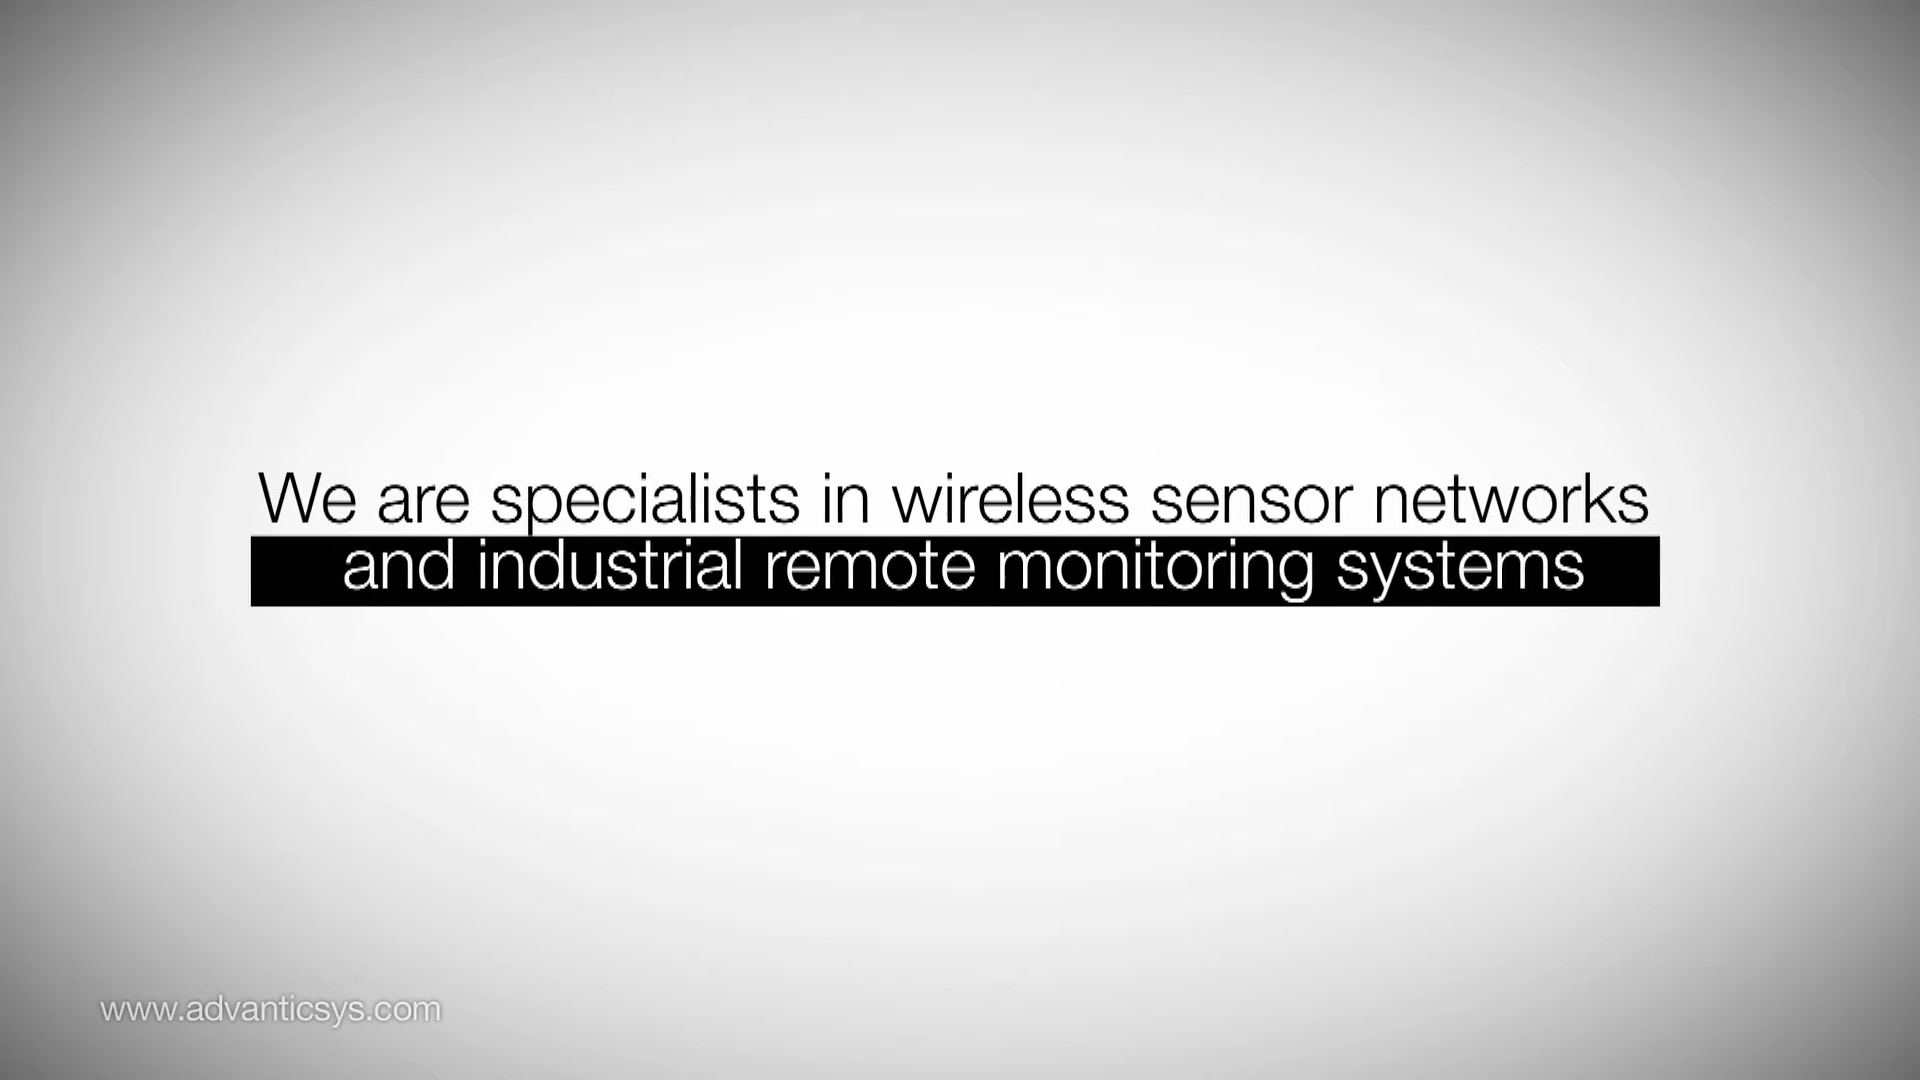 We are specialists in wireless sensor networks
and industrial remote monitoring systems
www.advanticsys.com